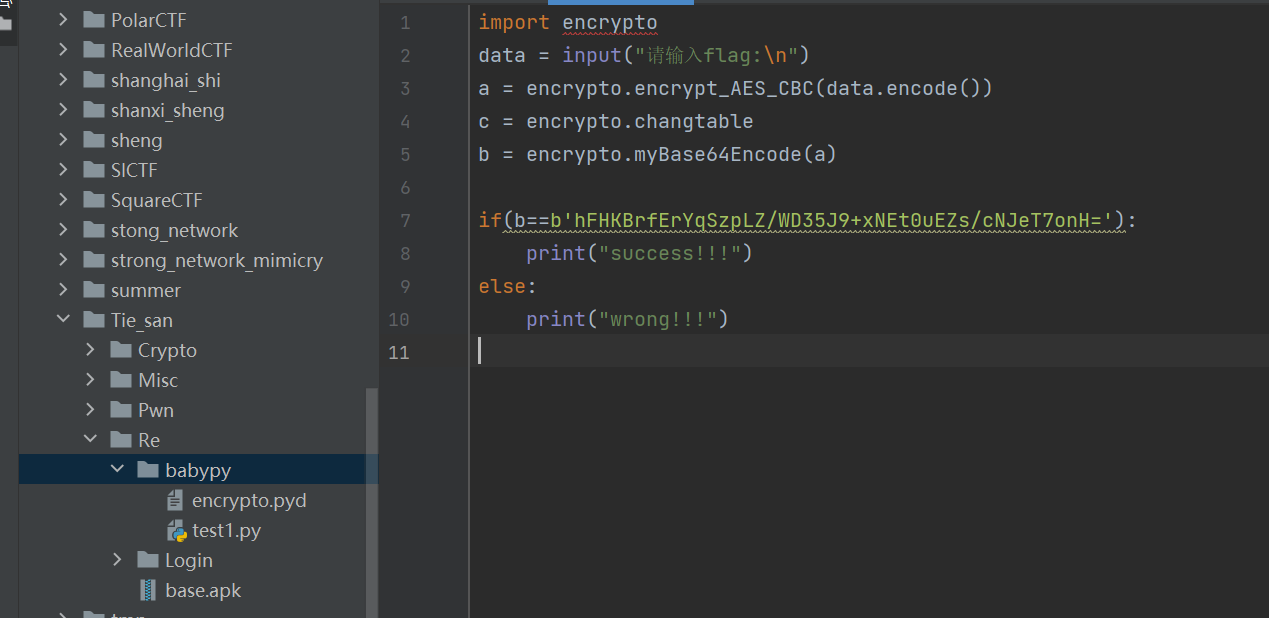 PolarCTF
RealWorldCTF
shanghai_shi
shanxi_sheng
sheng
SICTF
SquareCTF
stong_network
strong_network_mimicry
summer
Tie_san
Crypto
Misc
Pwn
Re
babypy
encrypto.pyd
test1.py
Login
base.apk
1 import encrypto
2 data = input("请输入flag:\n")
3 a = encrypto.encrypt_AES_CBC(data.encode())
4 c = encrypto.changtable
5 b = encrypto.myBase64Encode(a)
6
7 if(b==b'hFHKBrfErYgSzpLZ/WD35J9+xNEt0uEZs/cNJeT7onH='):
8 print("success!!!")
9 else:
10 print("wrong!!!")
11